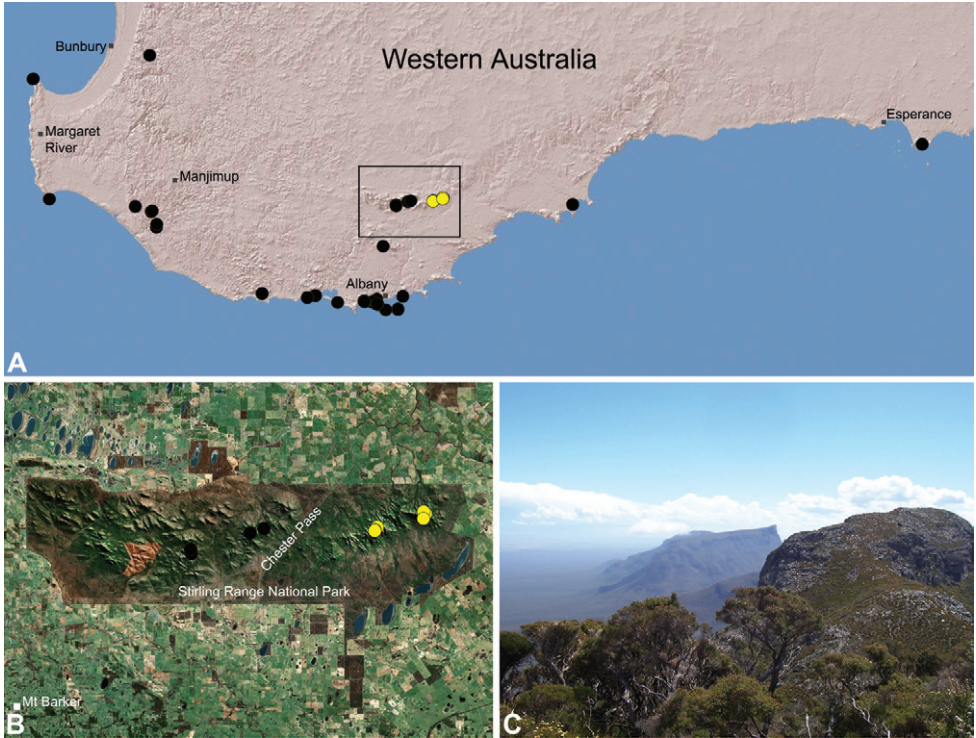 Bunbury
Western Australia
Esperance
Margaret
River
Manjimup
Albany
A
Chester Pass
Stirling Range National Park
Mt Barker
B
C